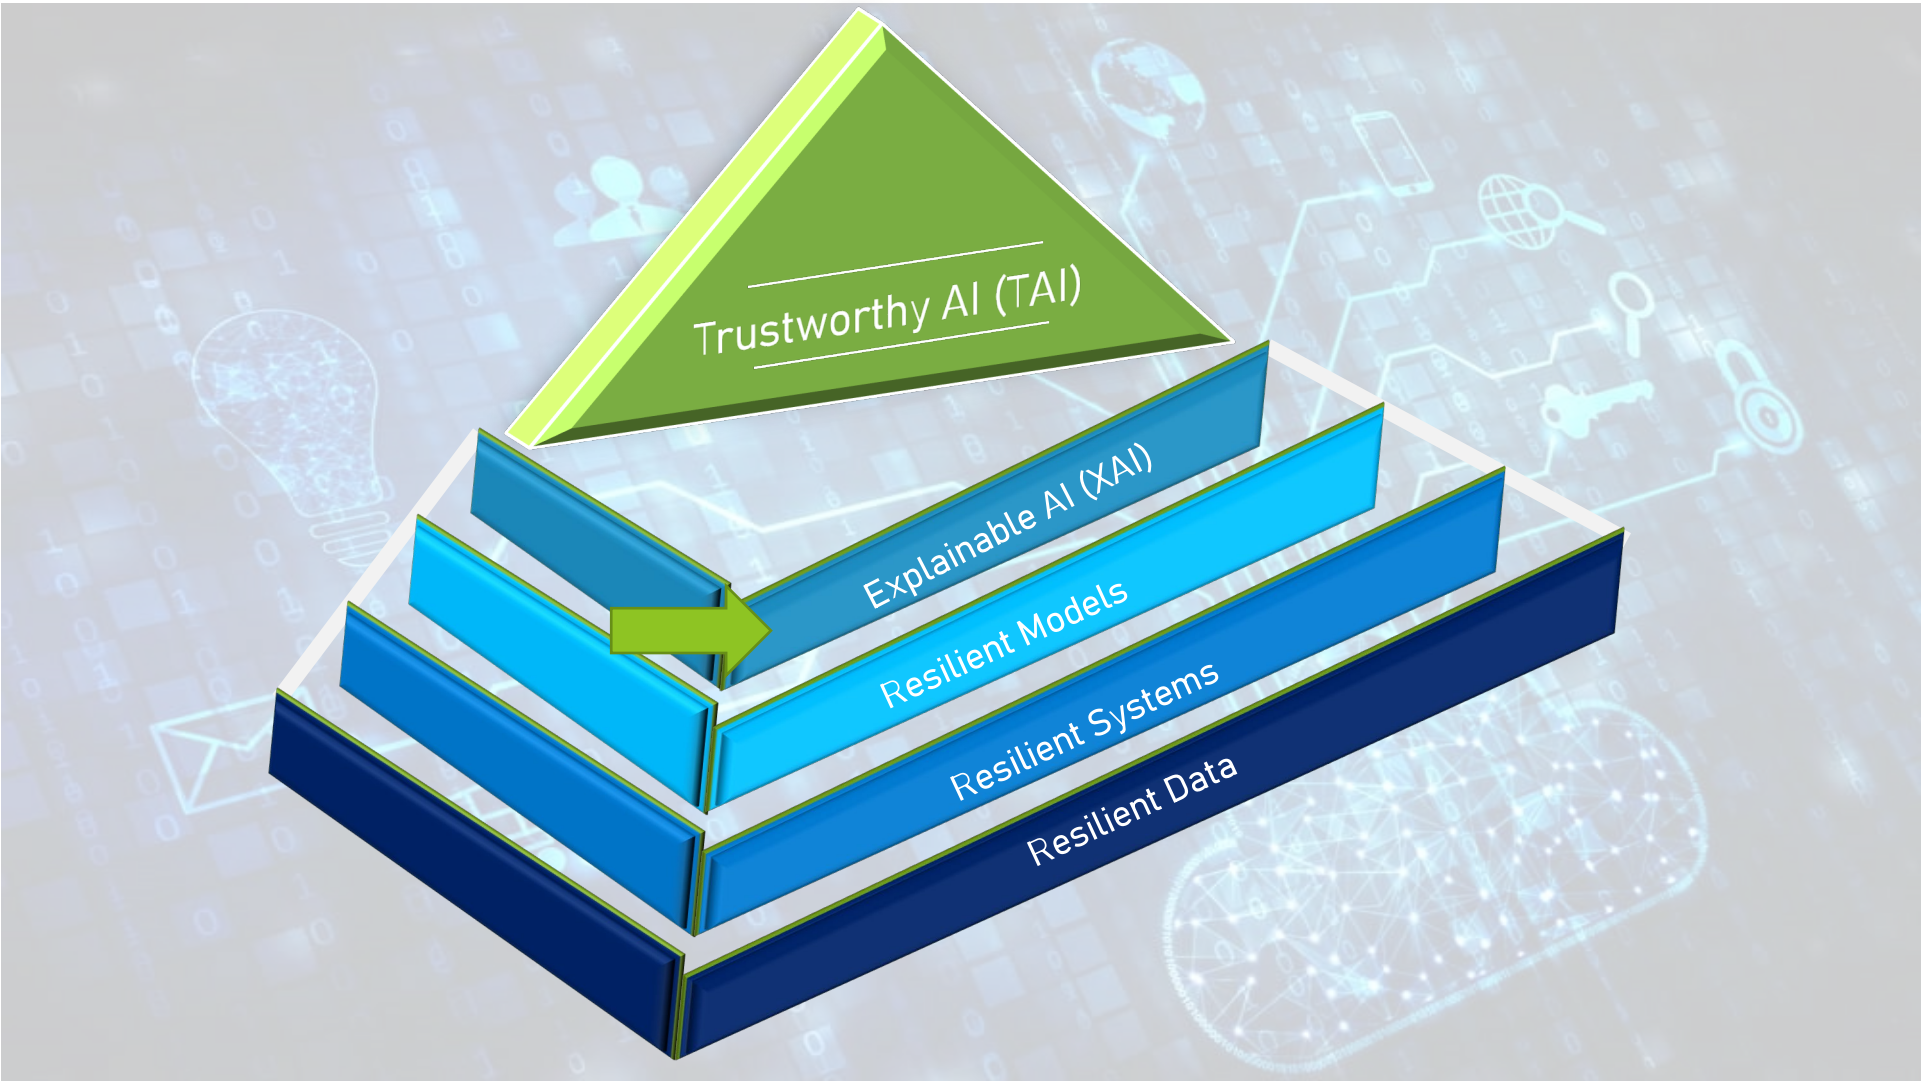 Trustworthy AI (TAI)
Explainable AI (XAI)
Resilient Models
Resilient Systems
Resilient Data